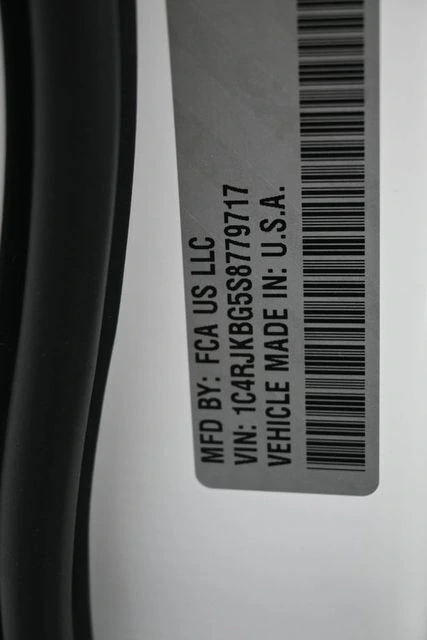 MFD BY: FCA US LLC
VIN: 1C4RJKBG5S8779717
VEHICLE MADE IN: U.S.A.